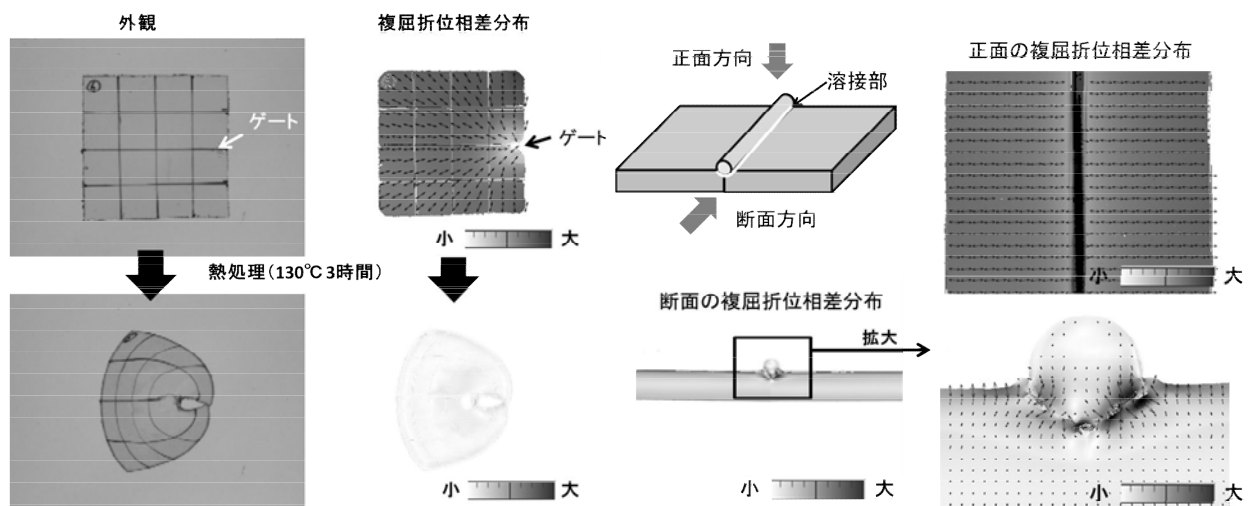 外観
複屈折位相差分布
ゲート
ゲート
小
大
熱処理(130℃ 3時間)
小
大
正面方向
溶接部
断面方向
正面の複屈折位相差分布
小
大
断面の複屈折位相差分布
拡大
小
大
小
大